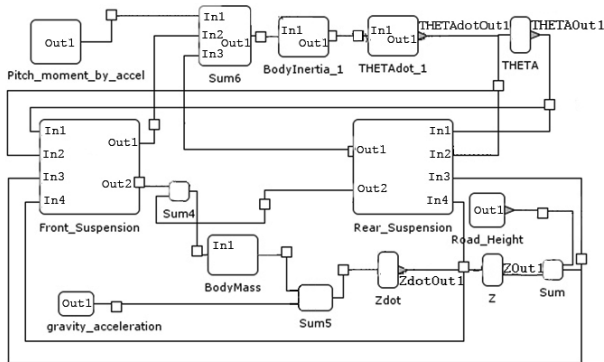 Out1
Pitch_moment_by_accel
In1
In2
In3
Out1
Sum6
In1
Out1
BodyInertia_1
In1
Out1
THETAdot_1
THETAdotOut1
THETA
THETAOut1
In1
In2
In3
In4
Out1
Out2
Front_Suspension
Sum4
Out1
Out2
In1
In2
In3
In4
Rear_Suspension
Out1
Road_Height
In1
BodyMass
Out1
gravity_acceleration
Sum5
Zdot
ZdotOut1
Z
ZOut1
Sum